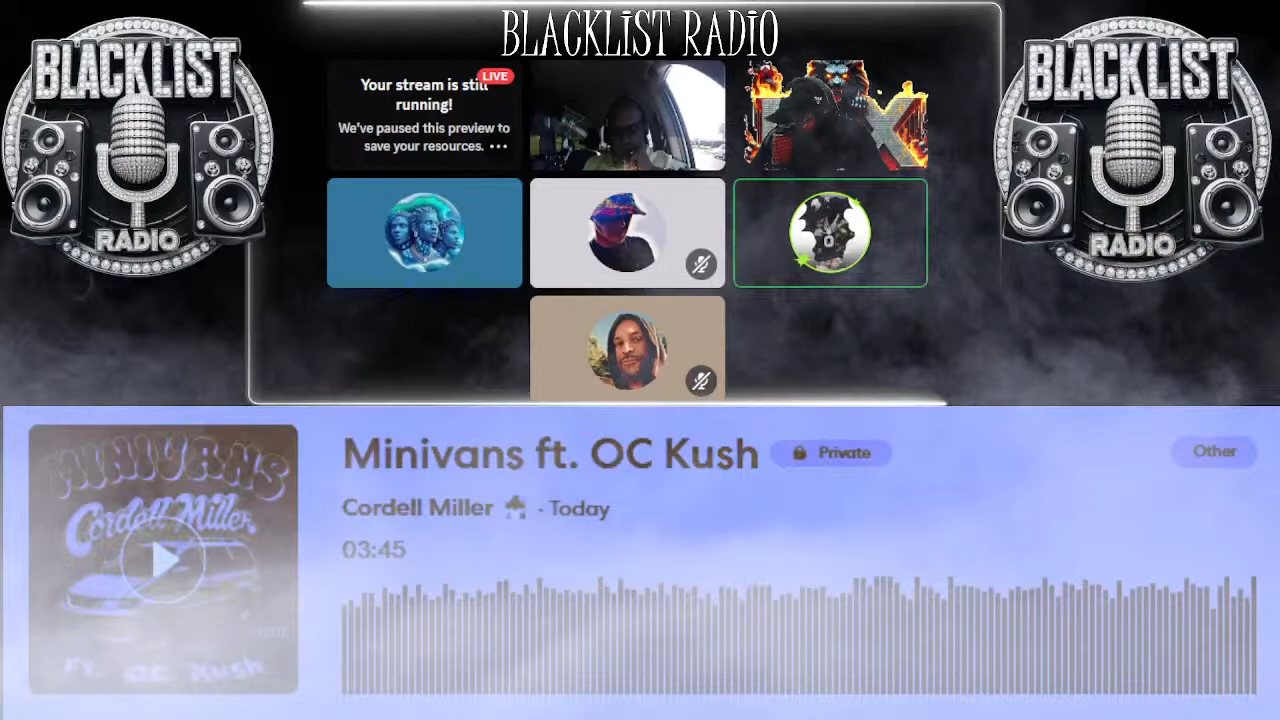 BLACKLiST RADiO
BLACKLIST
RADIO
BLACKLIST
RADIO
LIVE
Your stream is still
running!
We've paused this preview to
save your resources. •••
Minivans ft. OC Kush
Private
Other
Cordell Miller · Today
03:45
MINIVANS
Cordell Miller
Ft. OC Kush